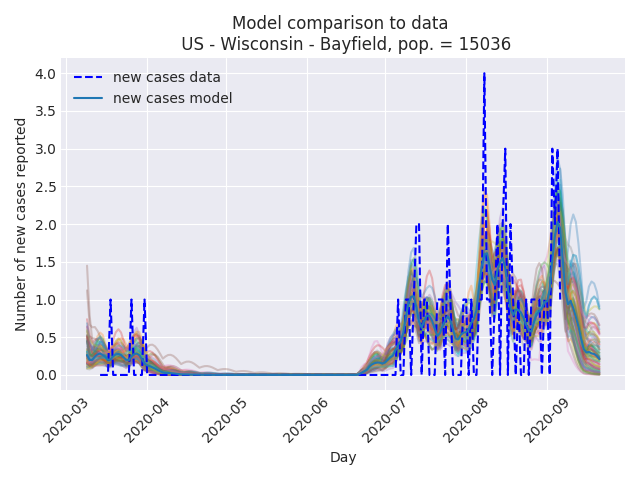 Model comparison to data
US - Wisconsin - Bayfield, pop. = 15036
new cases data
new cases model
Number of new cases reported
4.0
3.5
3.0
2.5
2.0
1.5
1.0
0.5
0.0
2020-03
2020-04
2020-05
2020-06
2020-07
2020-08
2020-09
Day